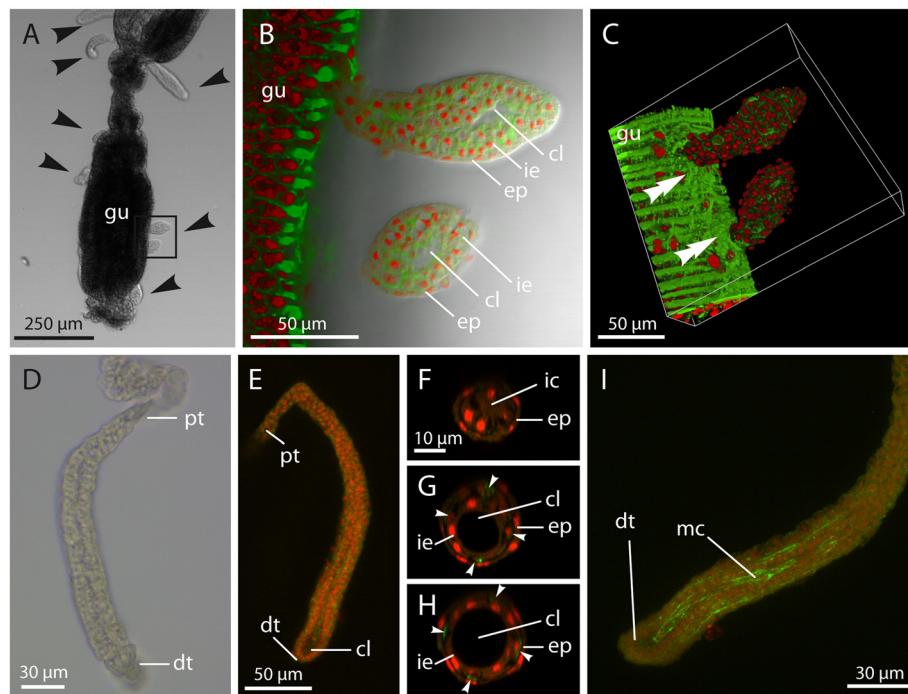 A
gu
250 µm
B
gu
cl
ie
ep
cl
ie
ep
50 µm
C
gu
50 µm
D
pt
dt
30 µm
E
pt
dt
cl
50 µm
F
ic
ep
10 µm
G
cl
ie
ep
H
cl
ie
ep
I
dt
mc
30 µm